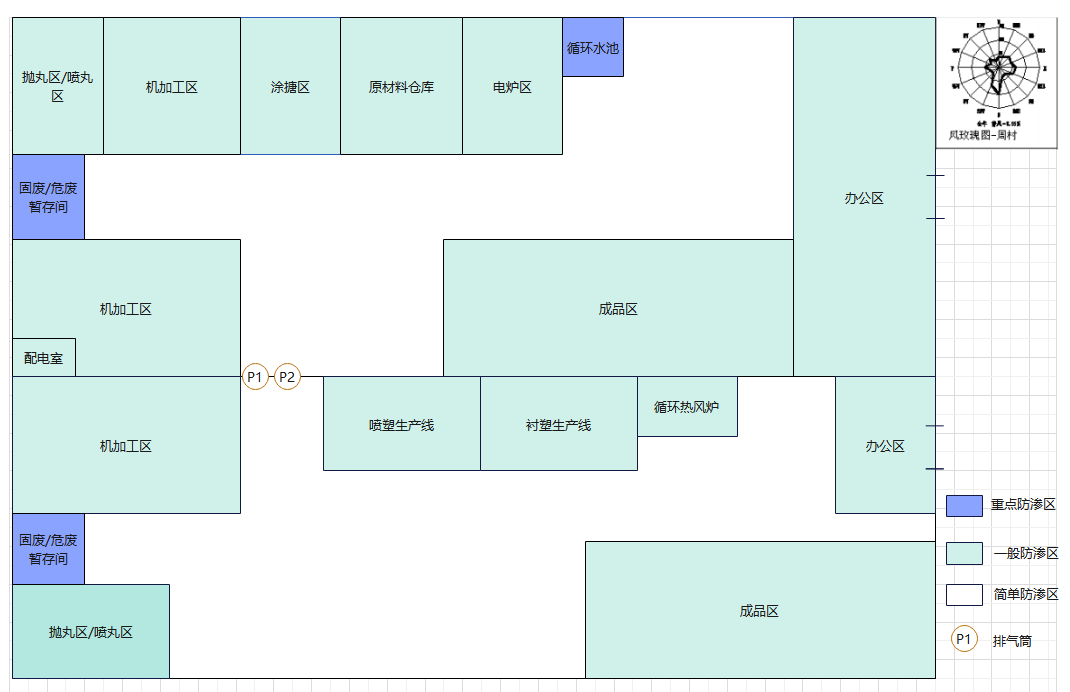 抛丸区/喷丸
区
机加工区
涂搪区
原材料仓库
电炉区
循环水池
风玫瑰图-周村
固废/危废
暂存间
办公区
机加工区
成品区
配电室
P1
P2
机加工区
喷塑生产线
衬塑生产线
循环热风炉
办公区
重点防渗区
固废/危废
暂存间
一般防渗区
简单防渗区
抛丸区/喷丸区
成品区
P1
排气筒